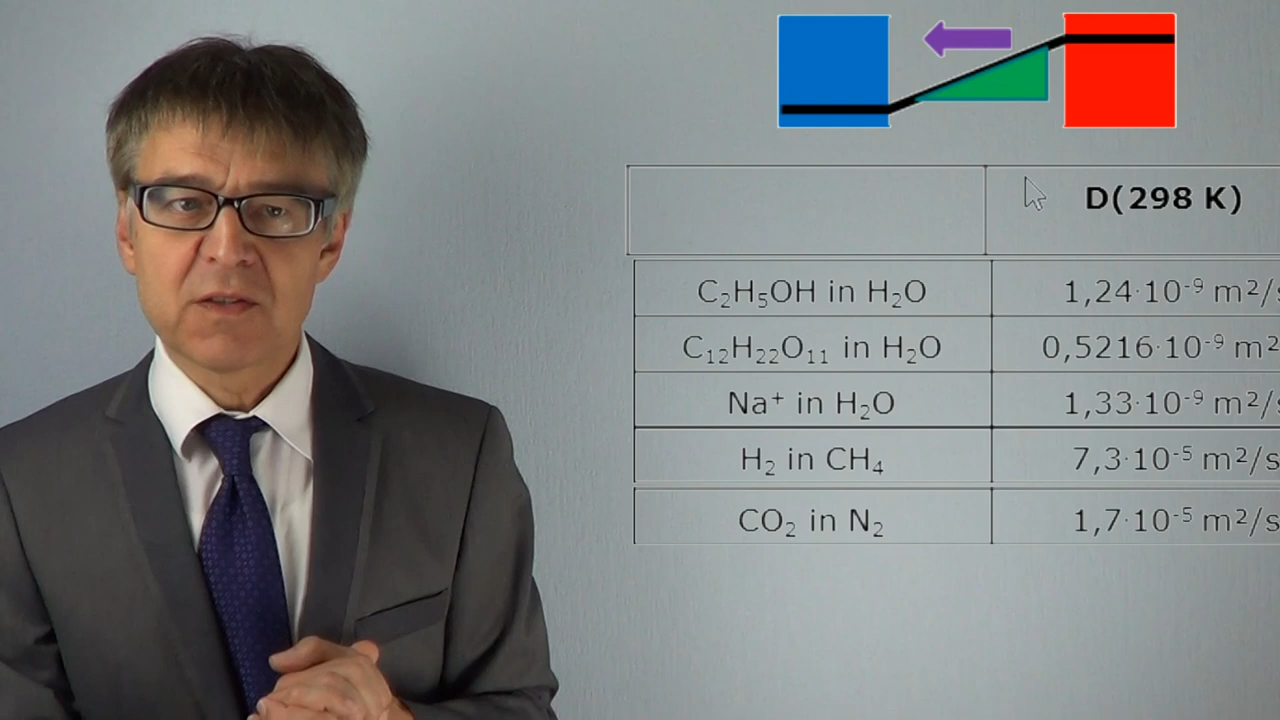 D(298 K)
C₂H₅OH in H₂O 1,24·10⁻⁹ m²/s
C₁₂H₂₂O₁₁ in H₂O 0,5216·10⁻⁹ m²
Na⁺ in H₂O 1,33·10⁻⁹ m²/s
H₂ in CH₄ 7,3·10⁻⁵ m²/s
CO₂ in N₂ 1,7·10⁻⁵ m²/s